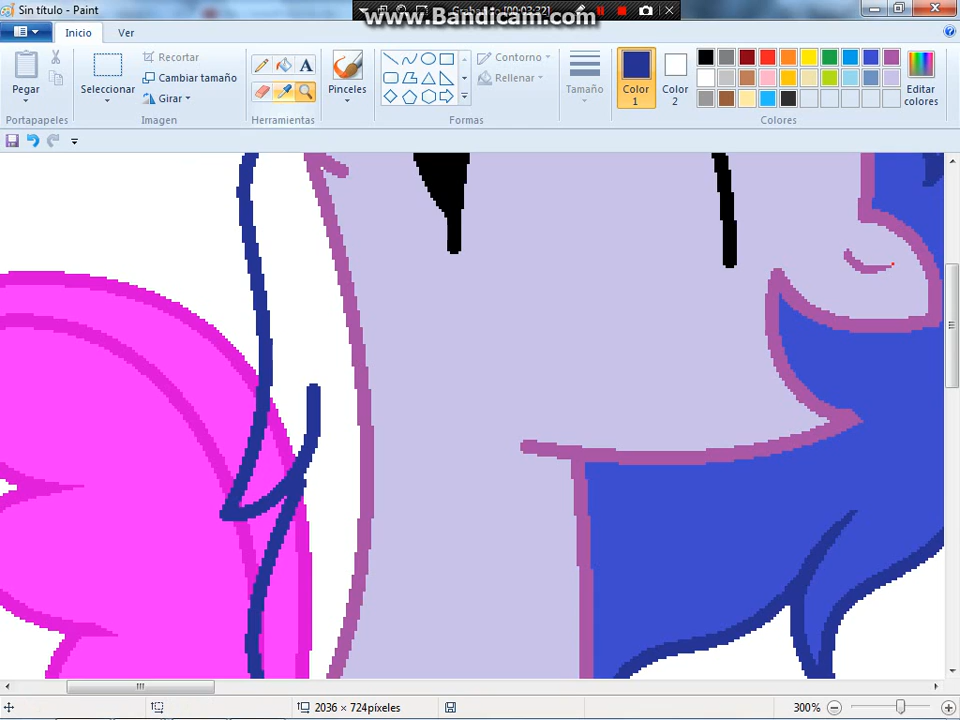 Sin título - Paint
www.Bandicam.com
Inicio
Ver
Pegar
Portapapeles
Seleccionar
Recortar
Cambiar tamaño
Girar
Imagen
A
Herramientas
Pinceles
Contorno
Rellenar
Formas
Tamaño
Color
1
Color
2
Editar
colores
Colores
2036 × 724píxeles
300%